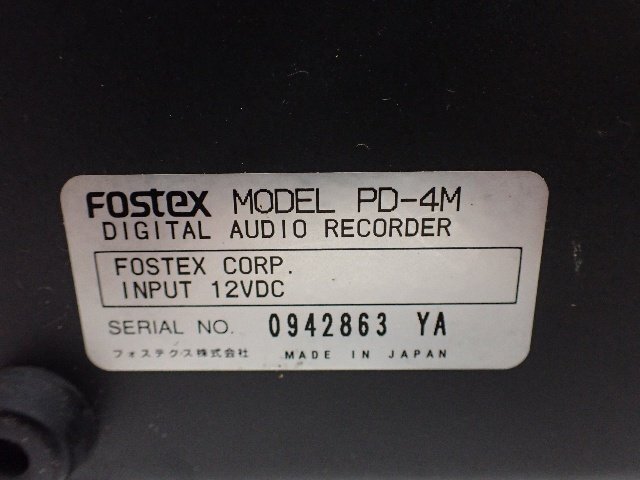 FOSTEX MODEL PD-4M
DIGITAL AUDIO RECORDER
FOSTEX CORP.
INPUT 12VDC
SERIAL NO. 0942863 YA
フォステクス株式会社 MADE IN JAPAN